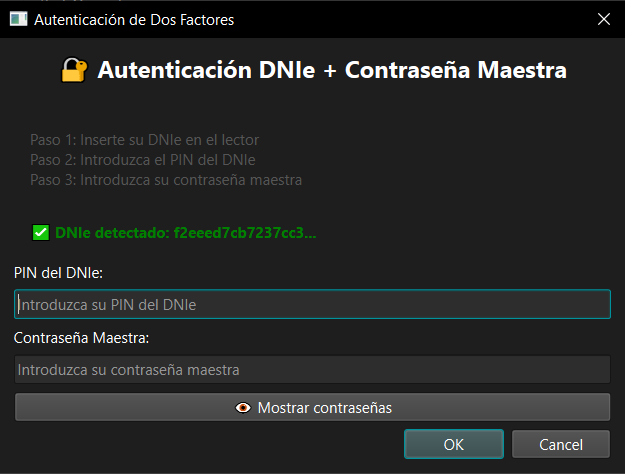 Autenticación de Dos Factores
Autenticación DNIe + Contraseña Maestra
Paso 1: Inserte su DNIe en el lector
Paso 2: Introduzca el PIN del DNIe
Paso 3: Introduzca su contraseña maestra
DNIe detectado: f2eeed7cb7237cc3...
PIN del DNIe:
Introduzca su PIN del DNIe
Contraseña Maestra:
Introduzca su contraseña maestra
Mostrar contraseñas
OK Cancel